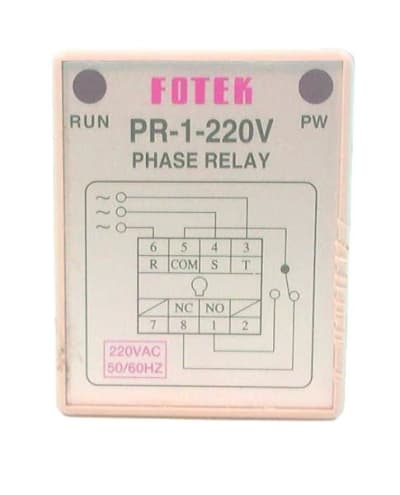 FOTEK
RUN
PW
PR-1-220V
PHASE RELAY
6 5 4 3
R COM S T
NC NO
7 8 1 2
220VAC
50/60HZ